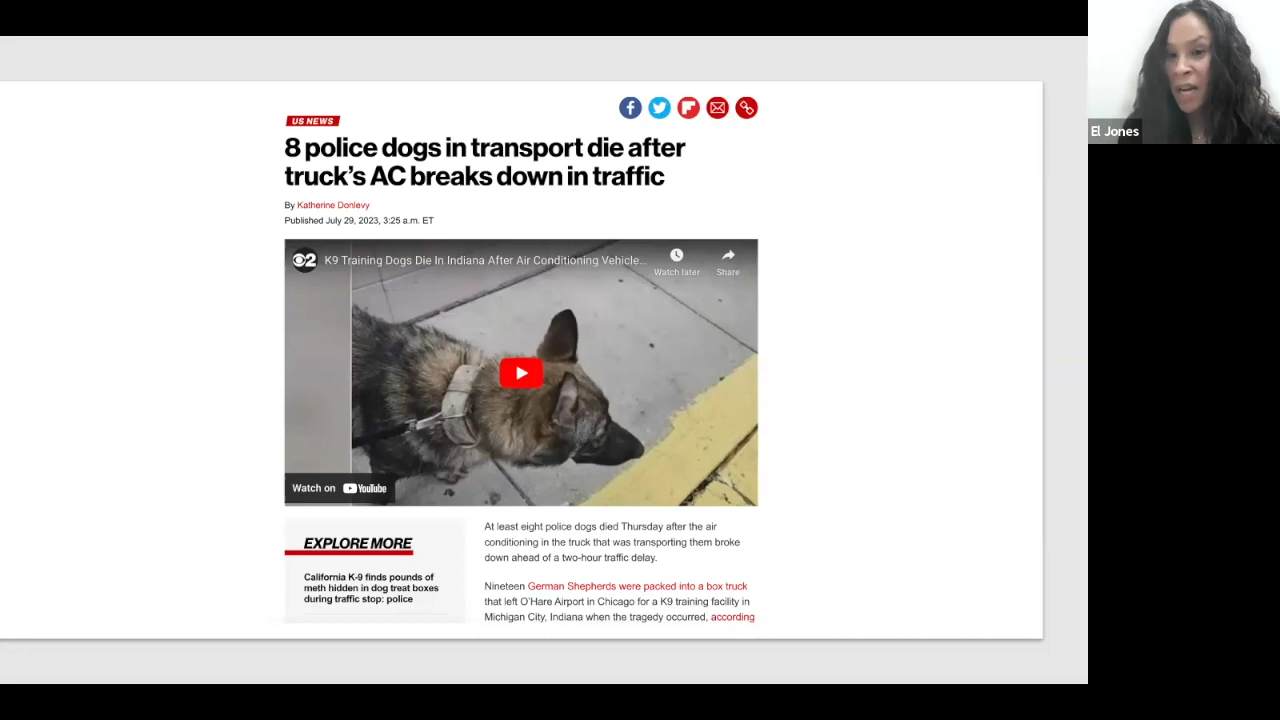 US NEWS
8 police dogs in transport die after
truck's AC breaks down in traffic
By Katherine Donlevy
Published July 29, 2023, 3:25 a.m. ET
2
K9 Training Dogs Die In Indiana After Air Conditioning Vehicle...
Watch later
Share
Watch on YouTube
EXPLORE MORE
California K-9 finds pounds of
meth hidden in dog treat boxes
during traffic stop: police
At least eight police dogs died Thursday after the air
conditioning in the truck that was transporting them broke
down ahead of a two-hour traffic delay.
Nineteen German Shepherds were packed into a box truck
that left O'Hare Airport in Chicago for a K9 training facility in
Michigan City, Indiana when the tragedy occurred, according
El Jones